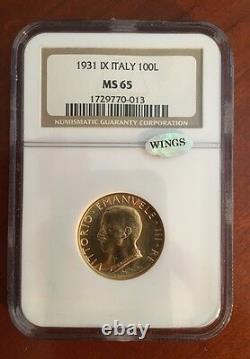 1931 IX ITALY 100L
MS 65
1729770-013
NUMISMATIC GUARANTY CORPORATION
WINGS
VITTORIO · EMANVELE · III · RE